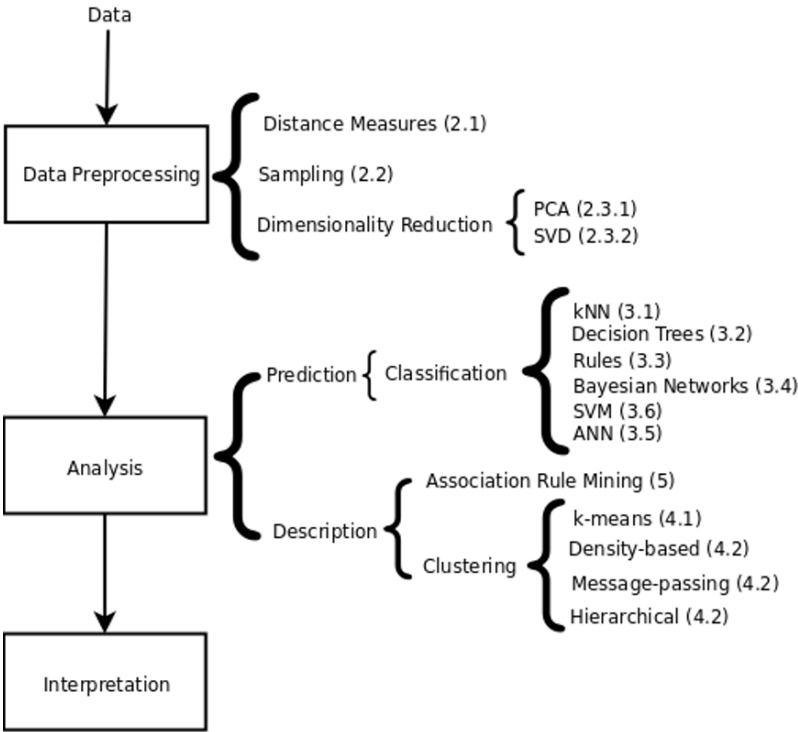 Data
Data Preprocessing
Distance Measures (2.1)
Sampling (2.2)
Dimensionality Reduction
PCA (2.3.1)
SVD (2.3.2)
Analysis
Prediction
Classification
kNN (3.1)
Decision Trees (3.2)
Rules (3.3)
Bayesian Networks (3.4)
SVM (3.6)
ANN (3.5)
Description
Association Rule Mining (5)
Clustering
k-means (4.1)
Density-based (4.2)
Message-passing (4.2)
Hierarchical (4.2)
Interpretation